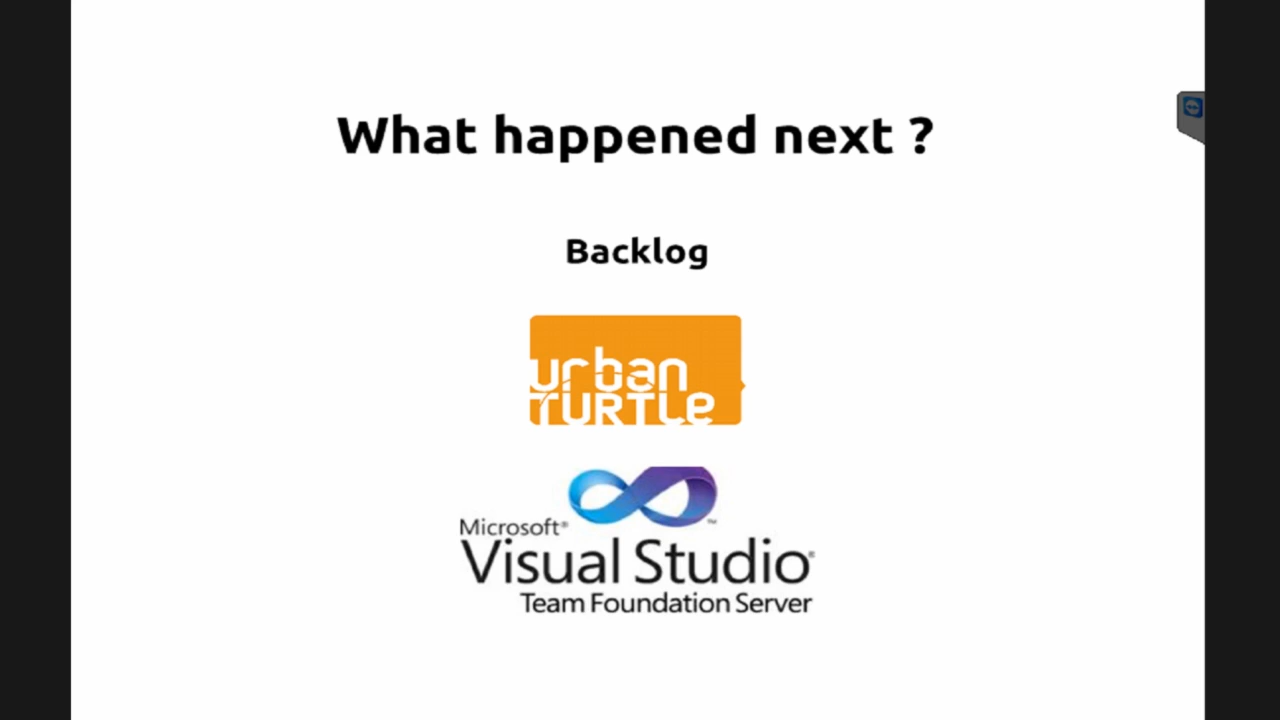 What happened next ?
Backlog
urban
TURTLe
Microsoft®
Visual Studio®
Team Foundation Server